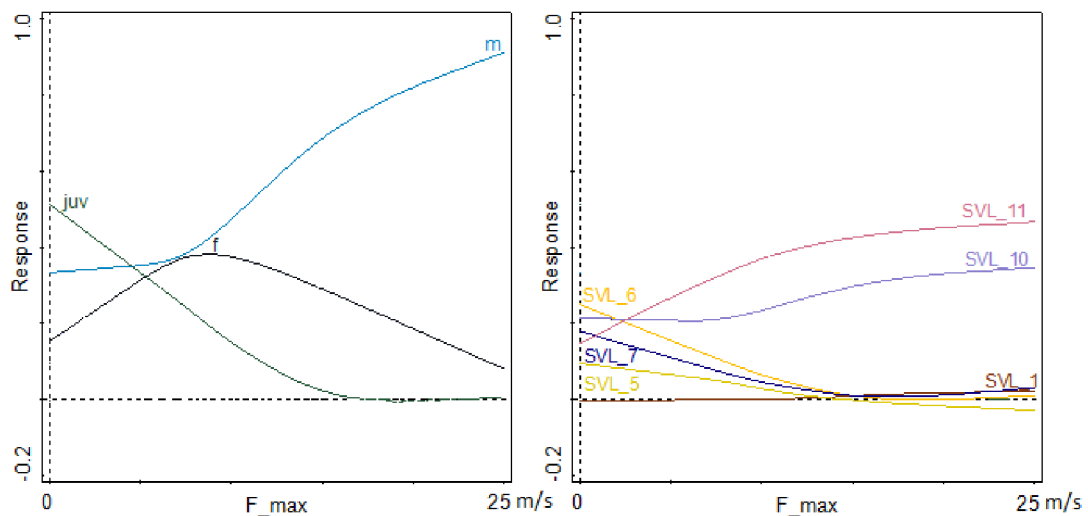 1.0
Response
-0.2
m
juv
f
0
F_max
25 m/s
1.0
Response
-0.2
SVL_11
SVL_10
SVL_6
SVL_7
SVL_5
SVL_1
0
F_max
25 m/s